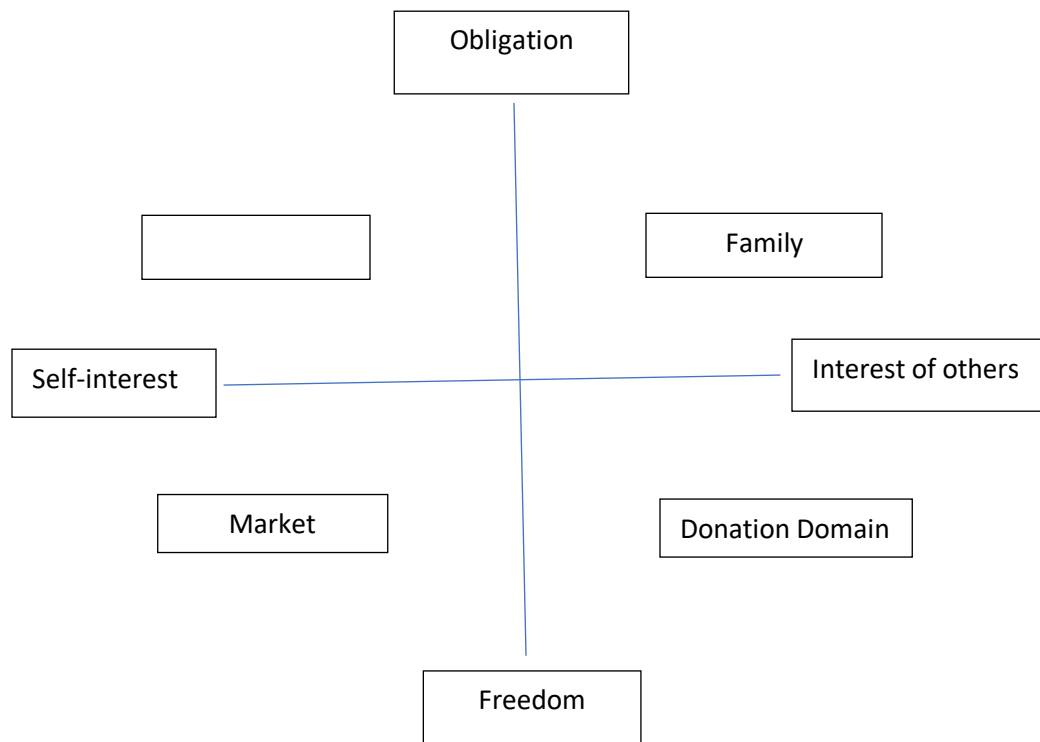 Obligation
Family
Self-interest
Interest of others
Market
Donation Domain
Freedom